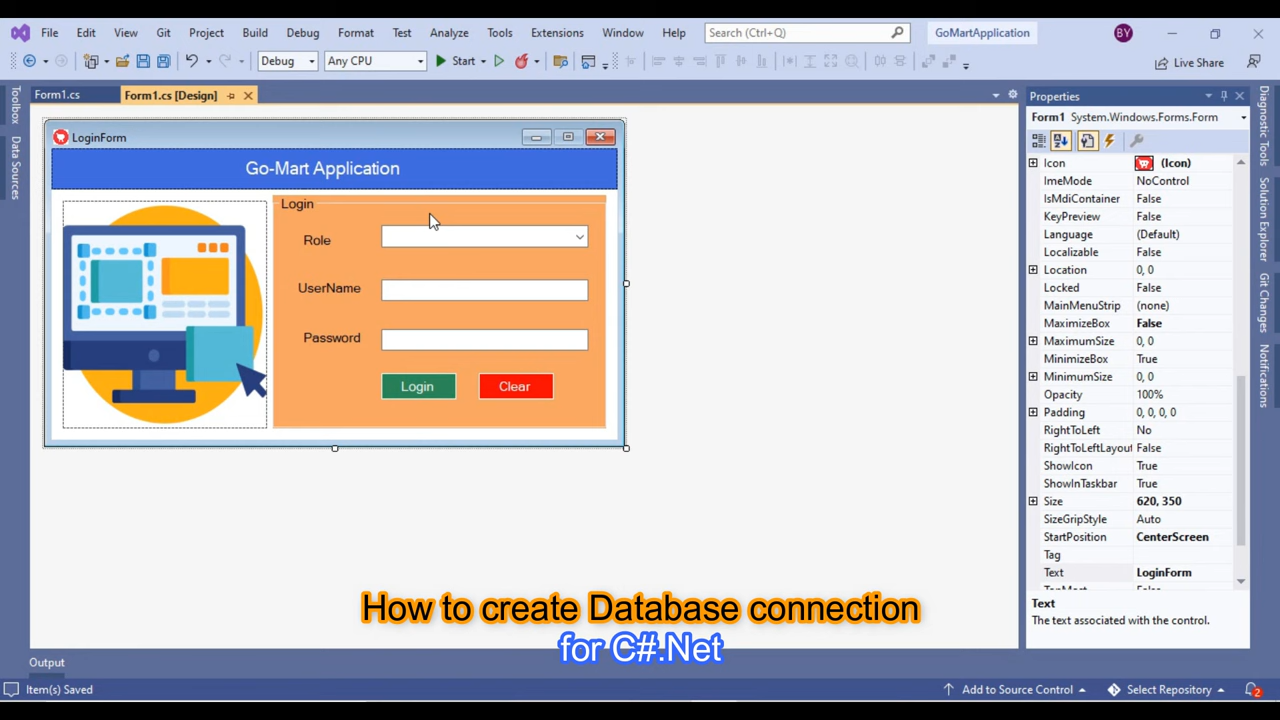 File Edit View Git Project Build Debug Format Test Analyze Tools Extensions Window Help Search (Ctrl+Q) GoMartApplication BY
Debug Any CPU Start Live Share
Form1.cs Form1.cs [Design]
Toolbox
Data Sources
LoginForm
Go-Mart Application
Login
Role
UserName
Password
Login Clear
Properties
Form1 System.Windows.Forms.Form
Icon (Icon)
ImeMode NoControl
IsMdiContainer False
KeyPreview False
Language (Default)
Localizable False
Location 0, 0
Locked False
MainMenuStrip (none)
MaximizeBox False
MaximumSize 0, 0
MinimizeBox True
MinimumSize 0, 0
Opacity 100%
Padding 0, 0, 0, 0
RightToLeft No
RightToLeftLayout False
ShowIcon True
ShowInTaskbar True
Size 620, 350
SizeGripStyle Auto
StartPosition CenterScreen
Tag
Text LoginForm
Text
The text associated with the control.
Diagnostic Tools
Solution Explorer
Git Changes
Notifications
How to create Database connection
for C#.Net
Output
Item(s) Saved Add to Source Control Select Repository 2